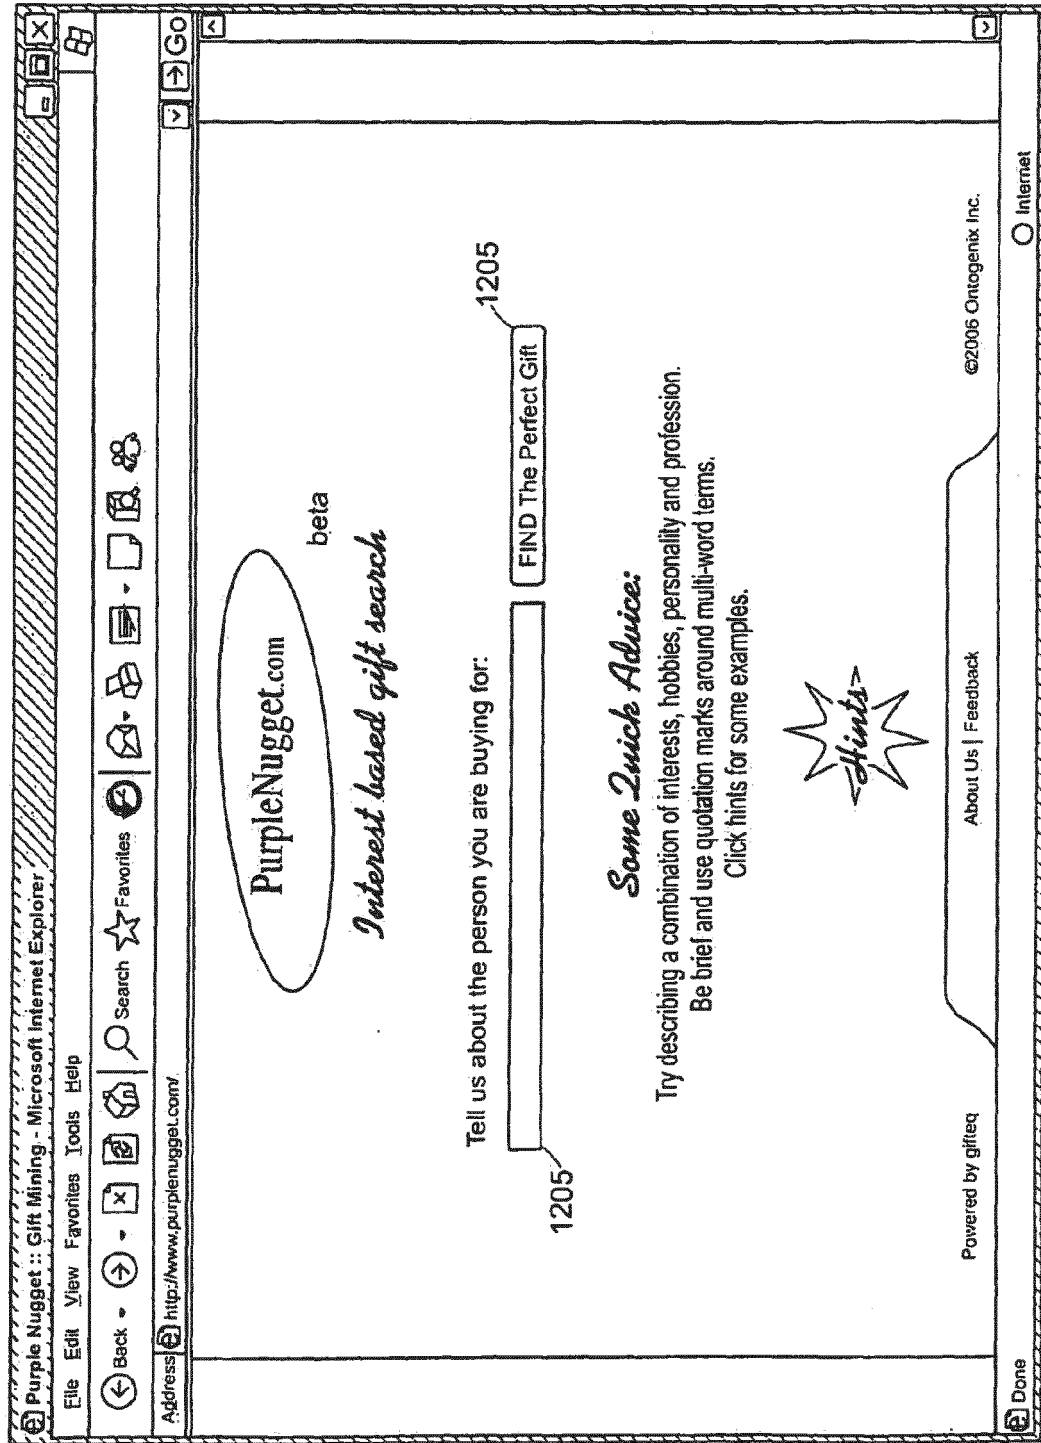 Purple Nugget :: Gift Mining - Microsoft Internet Explorer
File Edit View Favorites Tools Help
Back Search Favorites
Address http://www.purplenugget.com/ Go
PurpleNugget.com
beta
Interest based gift search
Tell us about the person you are buying for:
FIND The Perfect Gift
1205
1205
Some Quick Advice:
Try describing a combination of interests, hobbies, personality and profession.
Be brief and use quotation marks around multi-word terms.
Click hints for some examples.
Hints
Powered by gifteq About Us | Feedback ©2006 Ontogenix Inc.
Done Internet